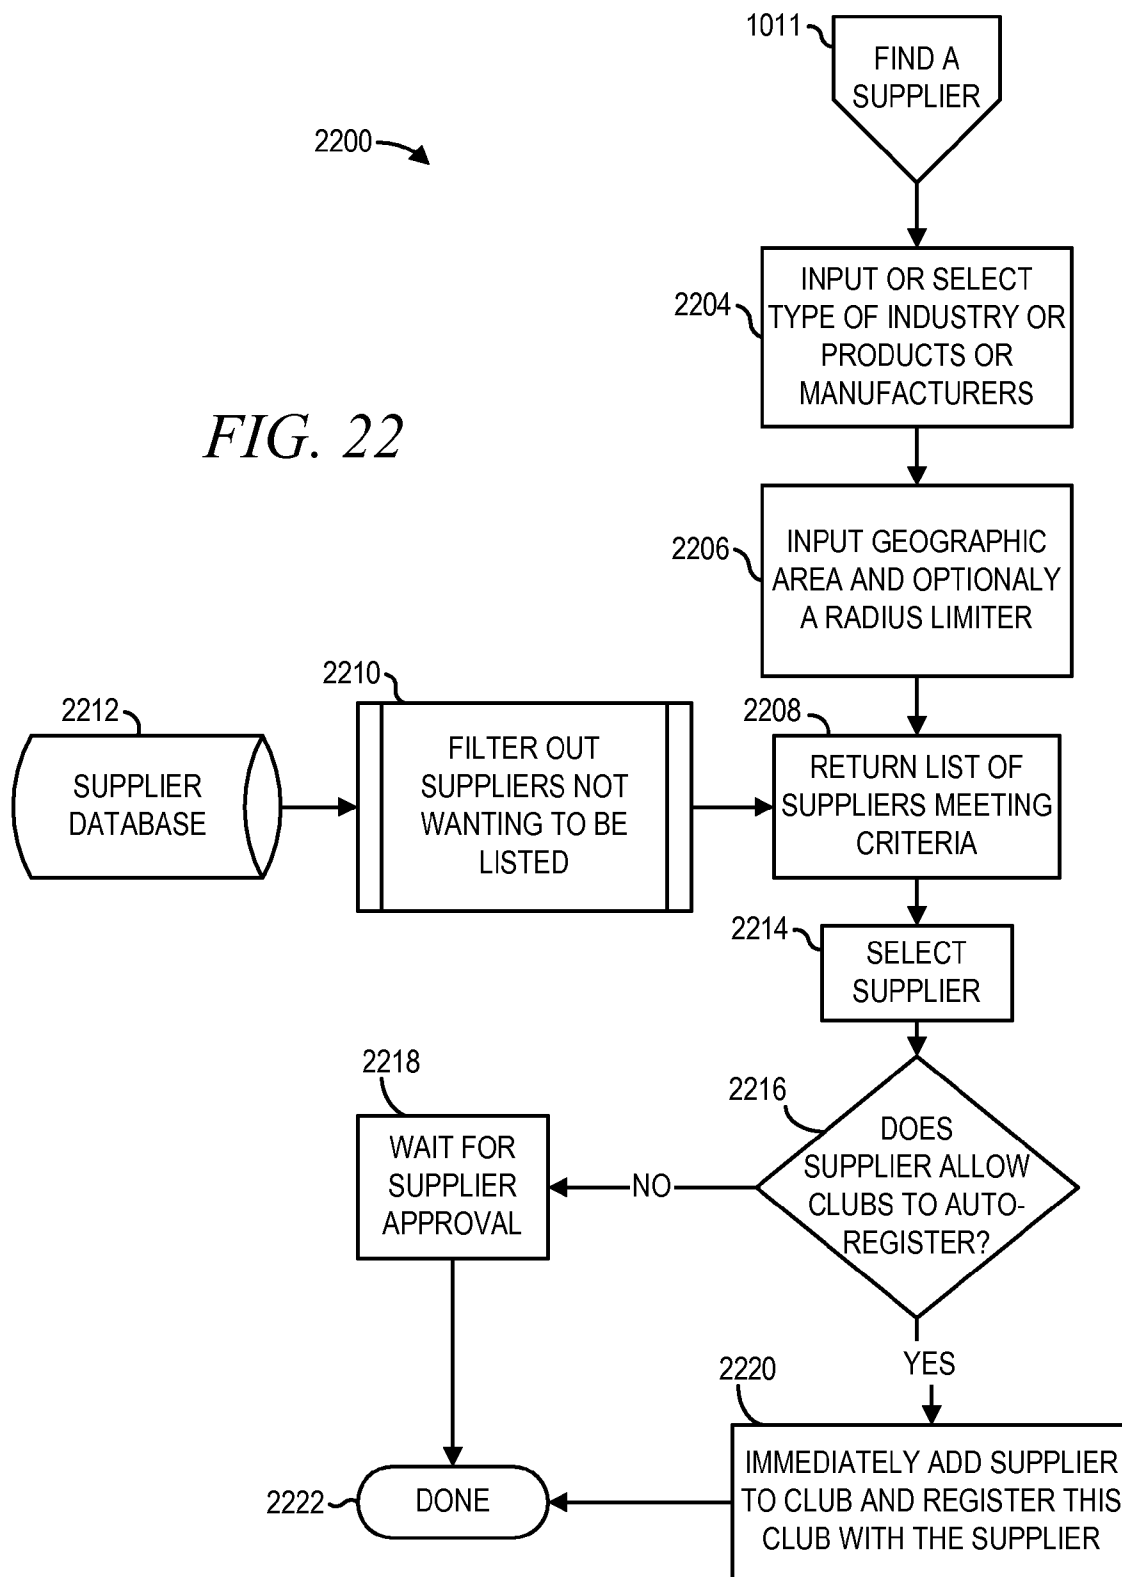 1011
FIND A
SUPPLIER
2200
2204
INPUT OR SELECT
TYPE OF INDUSTRY OR
PRODUCTS OR
MANUFACTURERS
FIG. 22
2206
INPUT GEOGRAPHIC
AREA AND OPTIONALY
A RADIUS LIMITER
2212
SUPPLIER
DATABASE
2210
FILTER OUT
SUPPLIERS NOT
WANTING TO BE
LISTED
2208
RETURN LIST OF
SUPPLIERS MEETING
CRITERIA
2214
SELECT
SUPPLIER
2216
DOES
SUPPLIER ALLOW
CLUBS TO AUTO-
REGISTER?
NO
2218
WAIT FOR
SUPPLIER
APPROVAL
YES
2220
IMMEDIATELY ADD SUPPLIER
TO CLUB AND REGISTER THIS
CLUB WITH THE SUPPLIER
2222
DONE